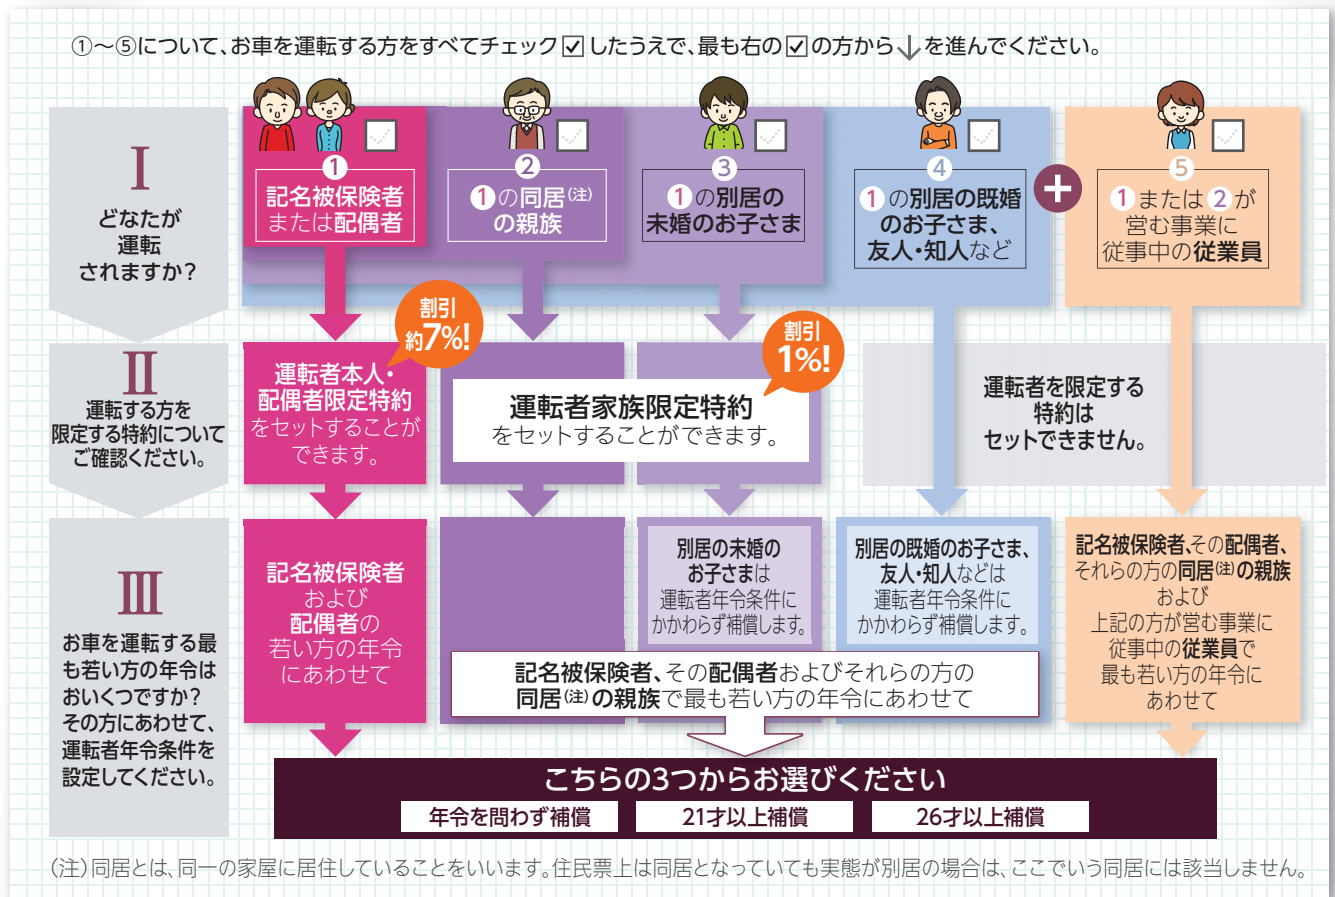 ①～⑤について、お車を運転する方をすべてチェック☑したうえで、最も右の☑の方から↓を進んでください。
Ⅰ
どなたが
運転
されますか？
①
記名被保険者
または配偶者
②
①の同居(注)
の親族
③
①の別居の
未婚のお子さま
④
①の別居の既婚
のお子さま、
友人・知人など
＋
⑤
①または②が
営む事業に
従事中の従業員
Ⅱ
運転する方を
限定する特約について
ご確認ください。
割引
約7%!
運転者本人・
配偶者限定特約
をセットすることが
できます。
割引
1%!
運転者家族限定特約
をセットすることができます。
運転者を限定する
特約は
セットできません。
Ⅲ
お車を運転する最
も若い方の年令は
おいくつですか？
その方にあわせて、
運転者年令条件を
設定してください。
記名被保険者
および
配偶者の
若い方の年令
にあわせて
別居の未婚の
お子さまは
運転者年令条件に
かかわらず補償します。
別居の既婚のお子さま、
友人・知人などは
運転者年令条件に
かかわらず補償します。
記名被保険者、その配偶者およびそれらの方の
同居(注)の親族で最も若い方の年令にあわせて
記名被保険者、その配偶者、
それらの方の同居(注)の親族
および
上記の方が営む事業に
従事中の従業員で
最も若い方の年令に
あわせて
こちらの3つからお選びください
年令を問わず補償
21才以上補償
26才以上補償
(注)同居とは、同一の家屋に居住していることをいいます。住民票上は同居となっていても実態が別居の場合は、ここでいう同居には該当しません。